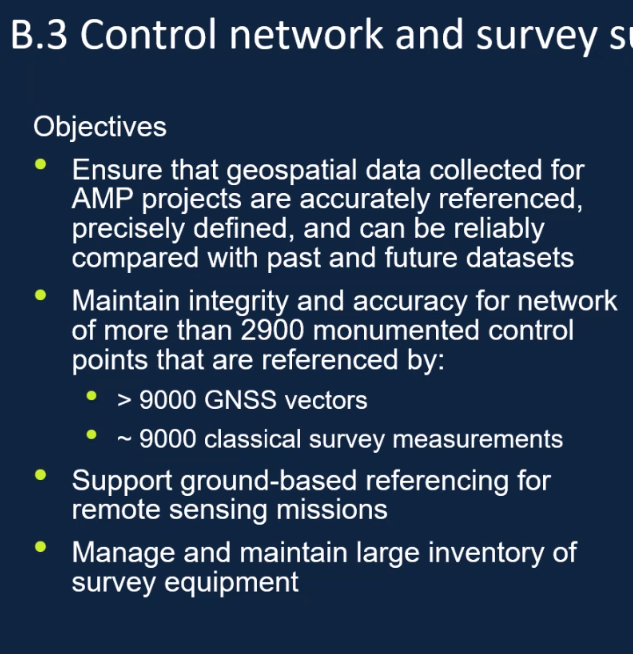 B.3 Control network and survey
Objectives
• Ensure that geospatial data collected for
AMP projects are accurately referenced,
precisely defined, and can be reliably
compared with past and future datasets
• Maintain integrity and accuracy for network
of more than 2900 monumented control
points that are referenced by:
• > 9000 GNSS vectors
• ~ 9000 classical survey measurements
• Support ground-based referencing for
remote sensing missions
• Manage and maintain large inventory of
survey equipment